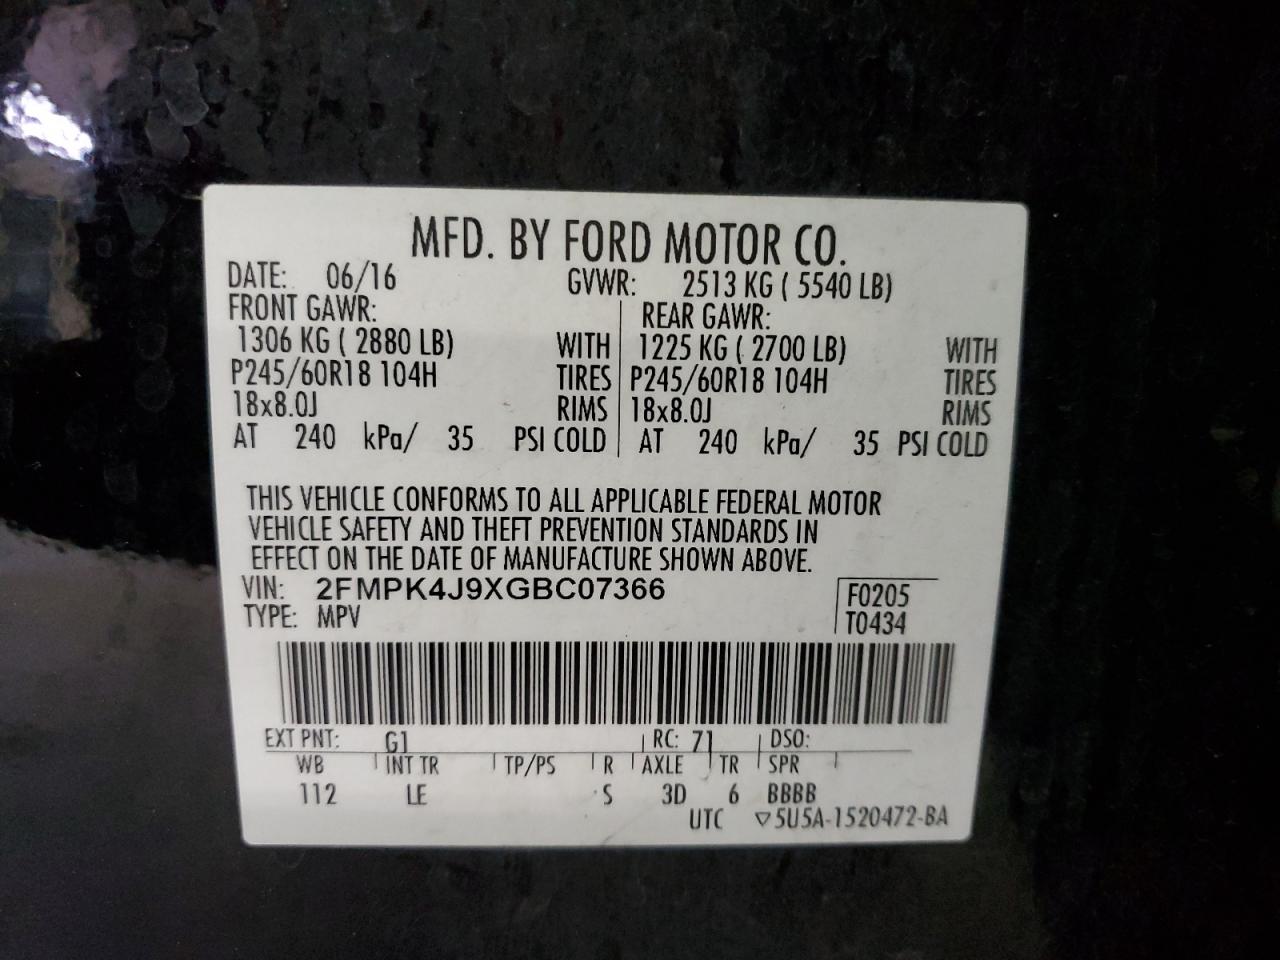 MFD. BY FORD MOTOR CO.
DATE: 06/16 GVWR: 2513 KG ( 5540 LB)
FRONT GAWR: REAR GAWR:
1306 KG ( 2880 LB) WITH 1225 KG ( 2700 LB) WITH
P245/60R18 104H TIRES P245/60R18 104H TIRES
18x8.0J RIMS 18x8.0J RIMS
AT 240 kPa/ 35 PSI COLD AT 240 kPa/ 35 PSI COLD
THIS VEHICLE CONFORMS TO ALL APPLICABLE FEDERAL MOTOR
VEHICLE SAFETY AND THEFT PREVENTION STANDARDS IN
EFFECT ON THE DATE OF MANUFACTURE SHOWN ABOVE.
VIN: 2FMPK4J9XGBC07366 F0205
TYPE: MPV T0434
EXT PNT: G1 RC: 71 DSO:
WB INT TR TP/PS R AXLE TR SPR
112 LE S 3D 6 BBBB
UTC ▽5U5A-1520472-BA